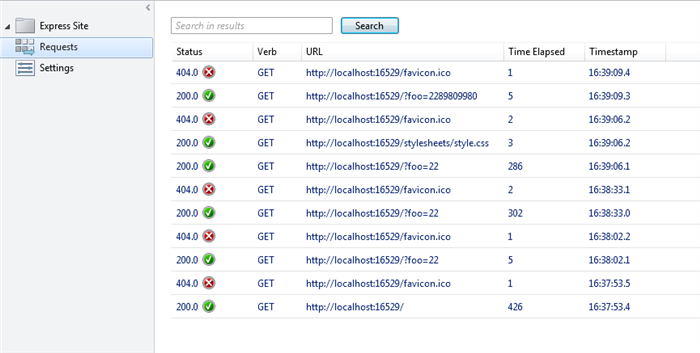 Express Site
Requests
Settings
Search in results Search
Status Verb URL Time Elapsed Timestamp
404.0 GET http://localhost:16529/favicon.ico 1 16:39:09.4
200.0 GET http://localhost:16529/?foo=2289809980 5 16:39:09.3
404.0 GET http://localhost:16529/favicon.ico 2 16:39:06.2
200.0 GET http://localhost:16529/stylesheets/style.css 3 16:39:06.2
200.0 GET http://localhost:16529/?foo=22 286 16:39:06.1
404.0 GET http://localhost:16529/favicon.ico 2 16:38:33.1
200.0 GET http://localhost:16529/?foo=22 302 16:38:33.0
404.0 GET http://localhost:16529/favicon.ico 1 16:38:02.2
200.0 GET http://localhost:16529/?foo=22 5 16:38:02.1
404.0 GET http://localhost:16529/favicon.ico 1 16:37:53.5
200.0 GET http://localhost:16529/ 426 16:37:53.4